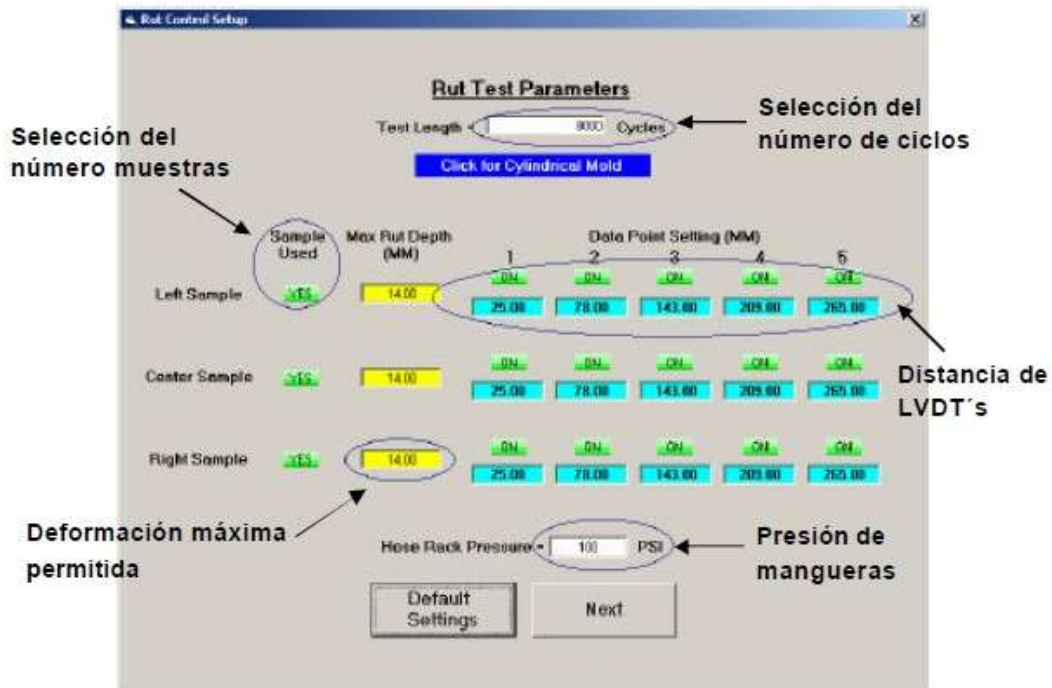 Rut Control Setup
Rut Test Parameters
Test Length = 8000 Cycles
Click for Cylindrical Mold
Selección del
número de ciclos
Selección del
número muestras
Sample
Used
Max Rut Depth
(MM)
Data Point Setting (MM)
1 2 3 4 5
ON ON ON ON
Left Sample YES 14.00
25.00 78.00 143.00 209.00 265.00
ON ON ON ON ON
Center Sample YES 14.00
25.00 78.00 143.00 209.00 265.00
Distancia de
LVDT´s
ON ON ON ON ON
Right Sample YES 14.00
25.00 78.00 143.00 209.00 265.00
Deformación máxima
permitida
Hose Rack Pressure = 100 PSI
Presión de
mangueras
Default
Settings
Next